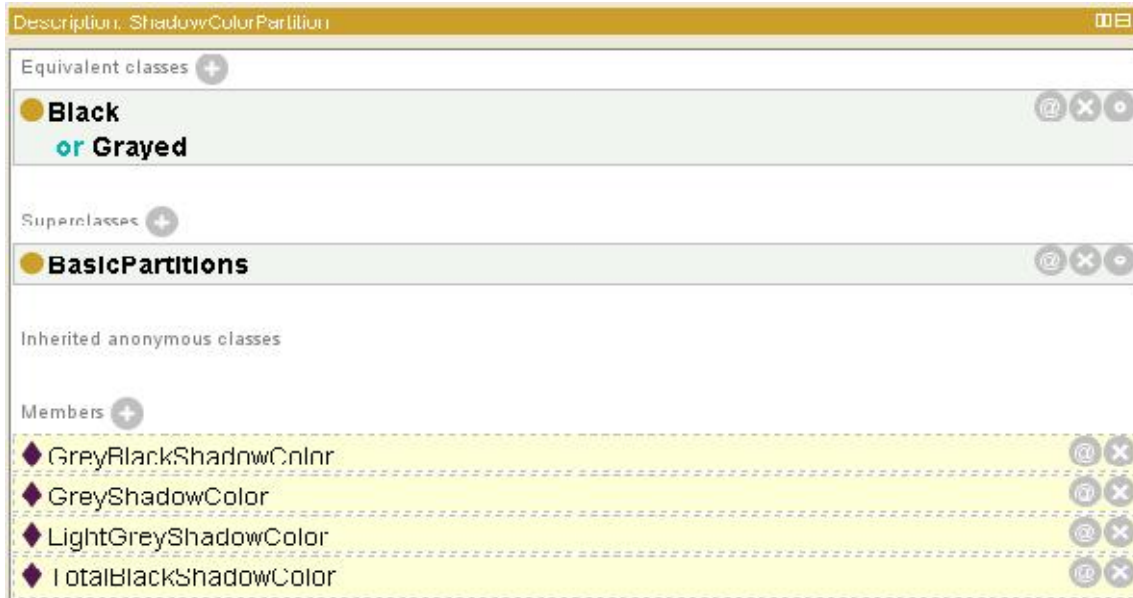 Description: ShadowColorPartition
Equivalent classes
Black
or Grayed
Superclasses
BasicPartitions
Inherited anonymous classes
Members
GreyBlackShadowColor
GreyShadowColor
LightGreyShadowColor
TotalBlackShadowColor